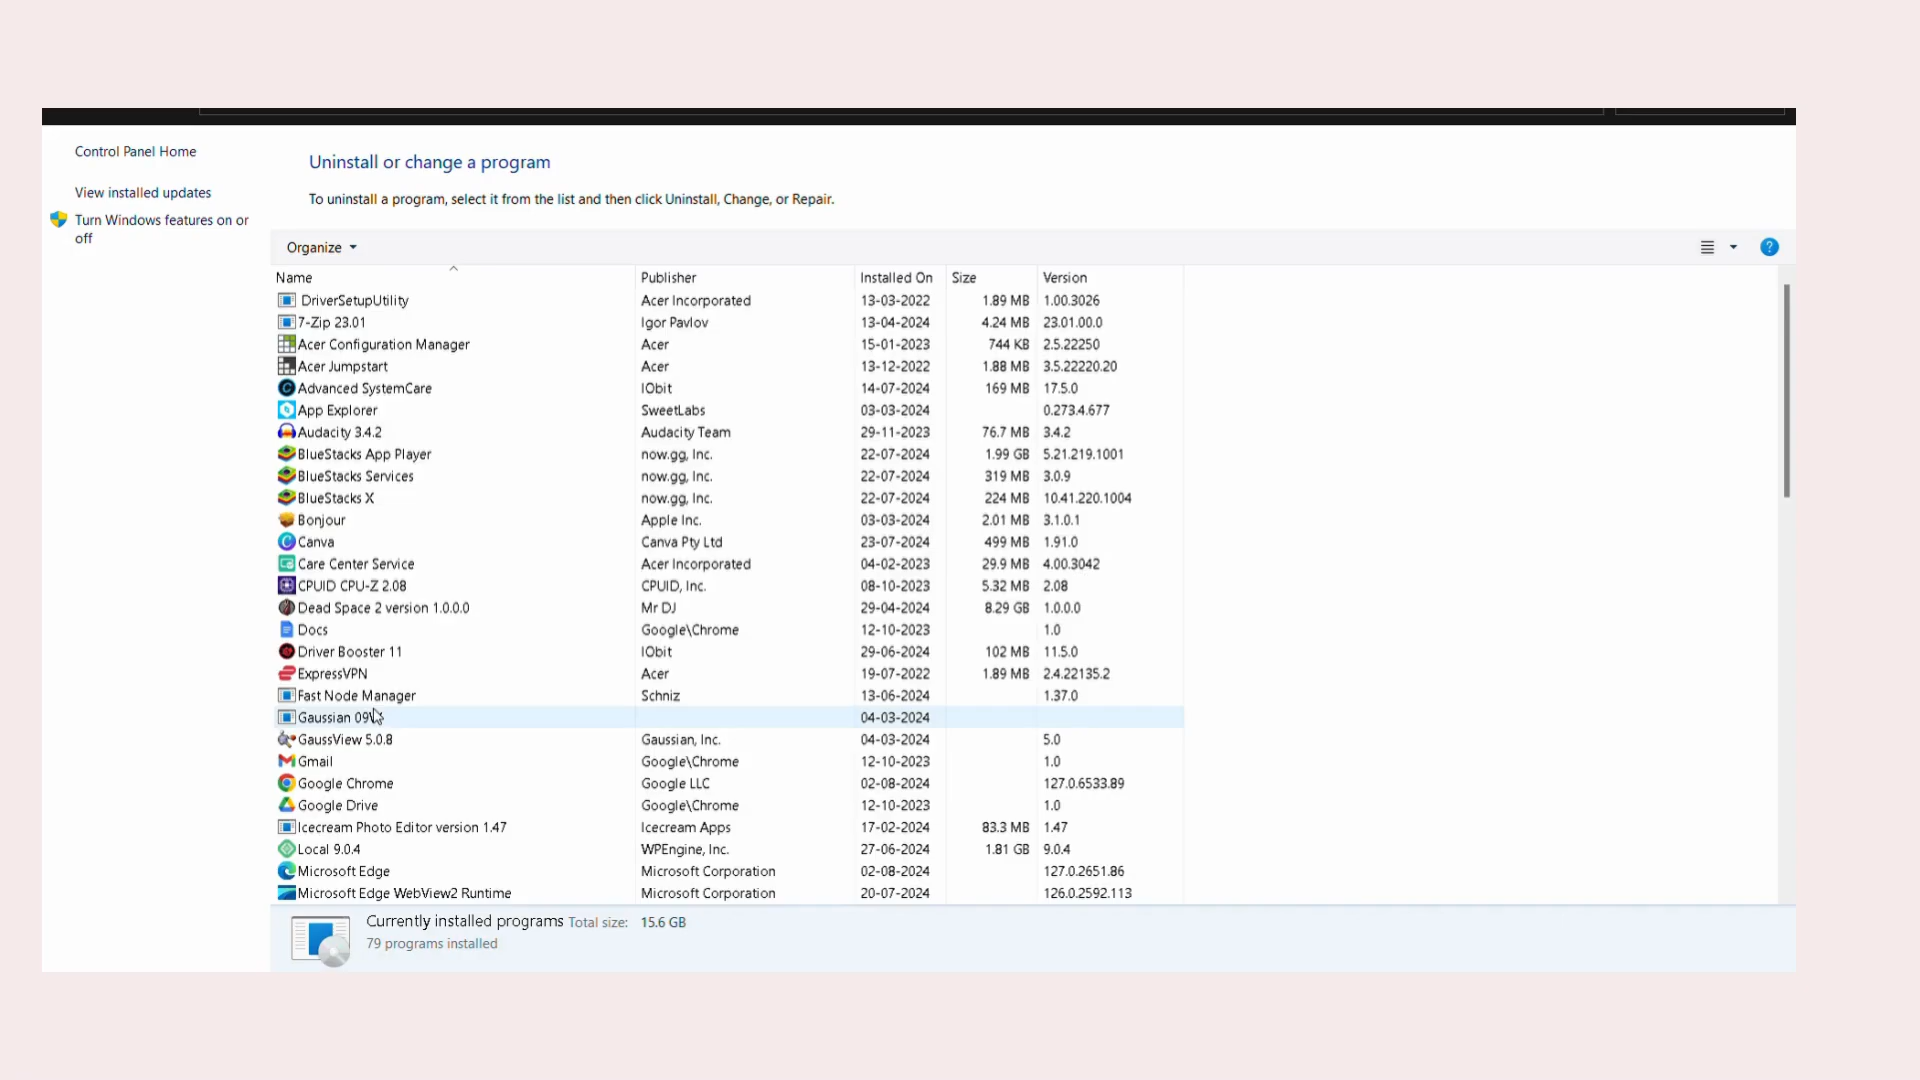 Control Panel Home
View installed updates
Turn Windows features on or
off
Uninstall or change a program
To uninstall a program, select it from the list and then click Uninstall, Change, or Repair.
Organize
Name Publisher Installed On Size Version
DriverSetupUtility Acer Incorporated 13-03-2022 1.89 MB 1.00.3026
7-Zip 23.01 Igor Pavlov 13-04-2024 4.24 MB 23.01.00.0
Acer Configuration Manager Acer 15-01-2023 744 KB 2.5.22250
Acer Jumpstart Acer 13-12-2022 1.88 MB 3.5.22220.20
Advanced SystemCare IObit 14-07-2024 169 MB 17.5.0
App Explorer SweetLabs 03-03-2024 0.273.4.677
Audacity 3.4.2 Audacity Team 29-11-2023 76.7 MB 3.4.2
BlueStacks App Player now.gg, Inc. 22-07-2024 1.99 GB 5.21.219.1001
BlueStacks Services now.gg, Inc. 22-07-2024 319 MB 3.0.9
BlueStacks X now.gg, Inc. 22-07-2024 224 MB 10.41.220.1004
Bonjour Apple Inc. 03-03-2024 2.01 MB 3.1.0.1
Canva Canva Pty Ltd 23-07-2024 499 MB 1.91.0
Care Center Service Acer Incorporated 04-02-2023 29.9 MB 4.00.3042
CPUID CPU-Z 2.08 CPUID, Inc. 08-10-2023 5.32 MB 2.08
Dead Space 2 version 1.0.0.0 Mr DJ 29-04-2024 8.29 GB 1.0.0.0
Docs Google\Chrome 12-10-2023 1.0
Driver Booster 11 IObit 29-06-2024 102 MB 11.5.0
ExpressVPN Acer 19-07-2022 1.89 MB 2.4.22135.2
Fast Node Manager Schniz 13-06-2024 1.37.0
Gaussian 04-03-2024
GaussView 5.0.8 Gaussian, Inc. 04-03-2024 5.0
Gmail Google\Chrome 12-10-2023 1.0
Google Chrome Google LLC 02-08-2024 127.0.6533.89
Google Drive Google\Chrome 12-10-2023 1.0
Icecream Photo Editor version 1.47 Icecream Apps 17-02-2024 83.3 MB 1.47
Local 9.0.4 WPEngine, Inc. 27-06-2024 1.81 GB 9.0.4
Microsoft Edge Microsoft Corporation 02-08-2024 127.0.2651.86
Microsoft Edge WebView2 Runtime Microsoft Corporation 20-07-2024 126.0.2592.113
Currently installed programs Total size: 15.6 GB
79 programs installed